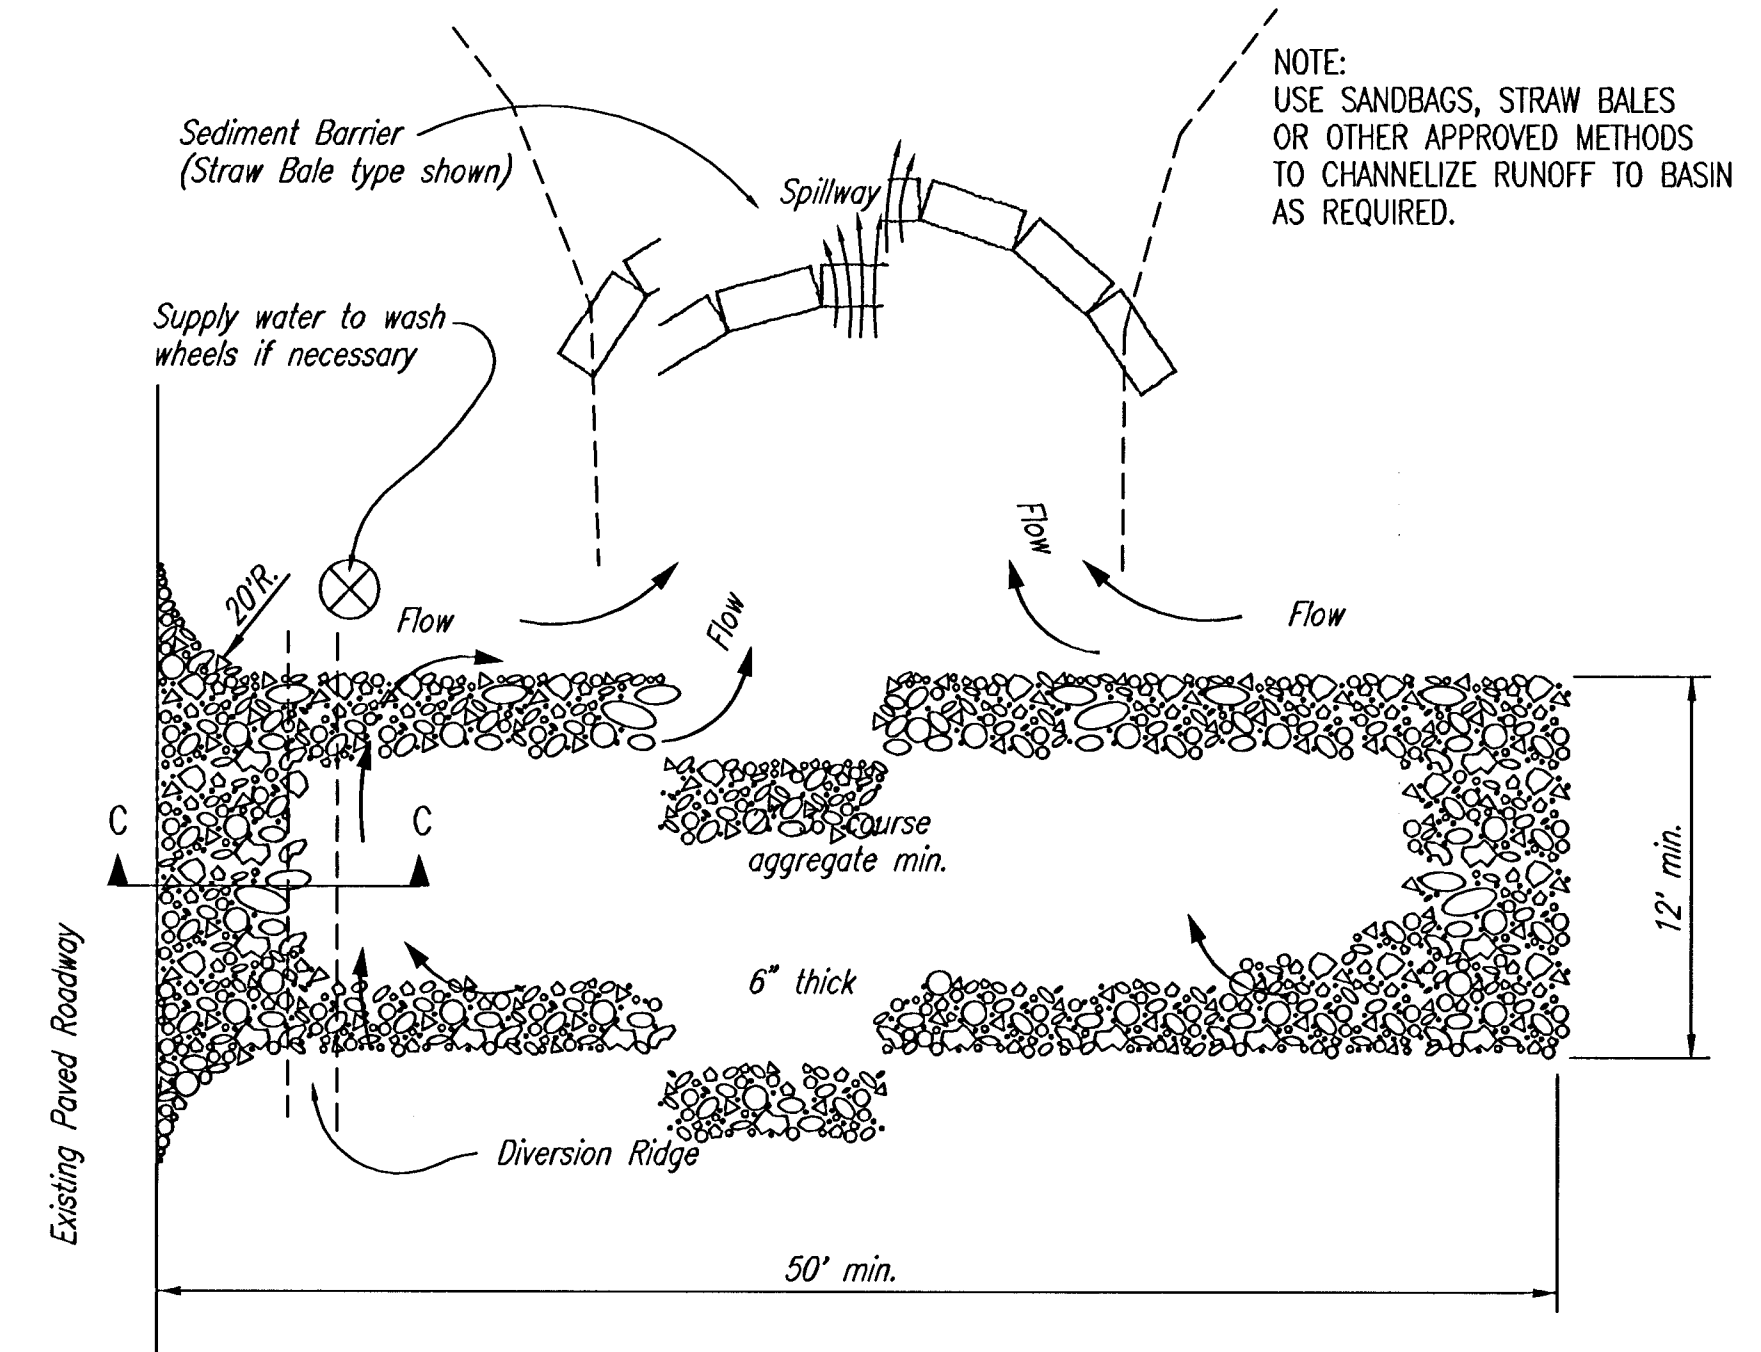 NOTE:
USE SANDBAGS, STRAW BALES
OR OTHER APPROVED METHODS
TO CHANNELIZE RUNOFF TO BASIN
AS REQUIRED.
Sediment Barrier
(Straw Bale type shown)
Spillway
Supply water to wash
wheels if necessary
Flow
20'R.
Flow
Flow
Flow
C
C
course
aggregate min.
12' min.
6" thick
Existing Paved Roadway
Diversion Ridge
50' min.